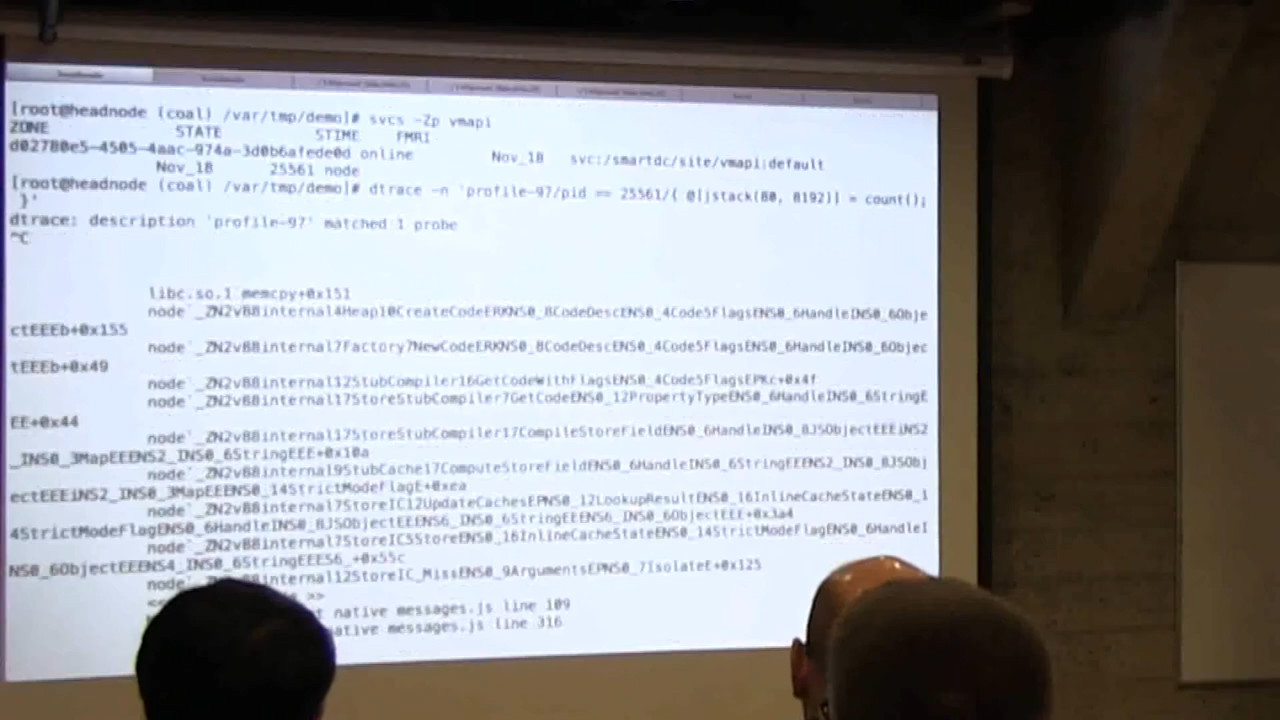 [root@headnode (coal) /var/tmp/demo]# svcs -Zp vmapi
ZONE STATE STIME FMRI
d02780e5-4505-4aac-974a-3d0b6afede0d online Nov_18 svc:/smartdc/site/vmapi:default
Nov_18 25561 node
[root@headnode (coal) /var/tmp/demo]# dtrace -n 'profile-97/pid == 25561/{ @[jstack(80, 8192)] = count();
}'
dtrace: description 'profile-97' matched 1 probe
^C
libc.so.1`memcpy+0x151
node`_ZN2v88internal4Heap10CreateCodeERKNS0_8CodeDescENS0_4Code5FlagsENS0_6HandleINS0_6Obje
ctEEEb+0x155
node`_ZN2v88internal7Factory7NewCodeERKNS0_8CodeDescENS0_4Code5FlagsENS0_6HandleINS0_6Objec
tEEEb+0x49
node`_ZN2v88internal12StubCompiler16GetCodeWithFlagsENS0_4Code5FlagsEPKc+0x4f
node`_ZN2v88internal17StoreStubCompiler7GetCodeENS0_12PropertyTypeENS0_6HandleINS0_6StringE
EE+0x44
node`_ZN2v88internal17StoreStubCompiler17CompileStoreFieldENS0_6HandleINS0_8JSObjectEEEiNS2
_INS0_3MapEEENS2_INS0_6StringEEE+0x10a
node`_ZN2v88internal9StubCache17ComputeStoreFieldENS0_6HandleINS0_6StringEEENS2_INS0_8JSObj
ectEEEiNS2_INS0_3MapEEENS0_14StrictModeFlagE+0xea
node`_ZN2v88internal7StoreIC12UpdateCachesEPNS0_12LookupResultENS0_16InlineCacheStateENS0_1
4StrictModeFlagENS0_6HandleINS0_8JSObjectEEENS6_INS0_6StringEEENS6_INS0_6ObjectEEE+0x3a4
node`_ZN2v88internal7StoreIC5StoreENS0_16InlineCacheStateENS0_14StrictModeFlagENS0_6HandleI
NS0_6ObjectEEENS4_INS0_6StringEEES6_+0x55c
node`_ZN2v88internal12StoreIC_MissENS0_9ArgumentsEPNS0_7IsolateE+0x125
>>
native messages.js line 109
native messages.js line 316